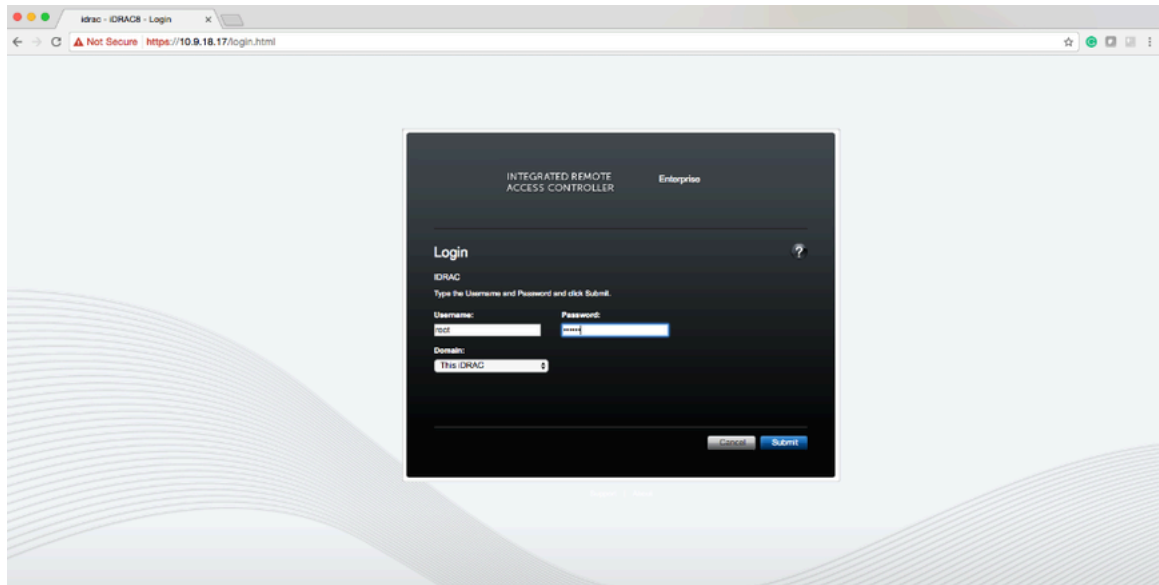 idrac - iDRAC8 - Login
Not Secure https://10.9.18.17/login.html
INTEGRATED REMOTE
ACCESS CONTROLLER
Enterprise
Login
?
IDRAC
Type the Username and Password and click Submit.
Username: Password:
root ••••••
Domain:
This iDRAC
Cancel Submit